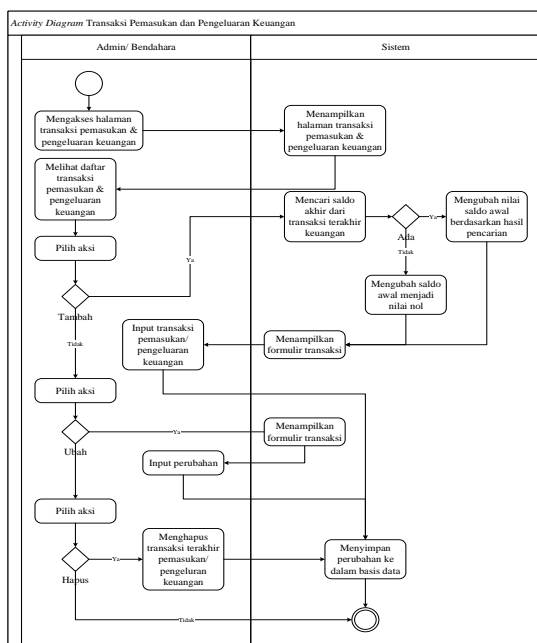 Activity Diagram Transaksi Pemasukan dan Pengeluaran Keuangan
Admin/ Bendahara
Sistem
Mengakses halaman
transaksi pemasukan &
pengeluaran keuangan
Menampilkan
halaman transaksi
pemasukan &
pengeluaran keuangan
Melihat daftar
transaksi
pemasukan &
pengeluaran
keuangan
Mencari saldo
akhir dari
transaksi terakhir
keuangan
Ada
Ya
Mengubah nilai
saldo awal
berdasarkan hasil
pencarian
Pilih aksi
Ya
Tidak
Tambah
Mengubah saldo
awal menjadi
nilai nol
Tidak
Input transaksi
pemasukan/
pengeluaran
keuangan
Menampilkan
formulir transaksi
Pilih aksi
Ubah
Ya
Menampilkan
formulir transaksi
Input perubahan
Pilih aksi
Hapus
Ya
Menghapus
transaksi terakhir
pemasukan/
pengeluran
keuangan
Menyimpan
perubahan ke
dalam basis data
Tidak